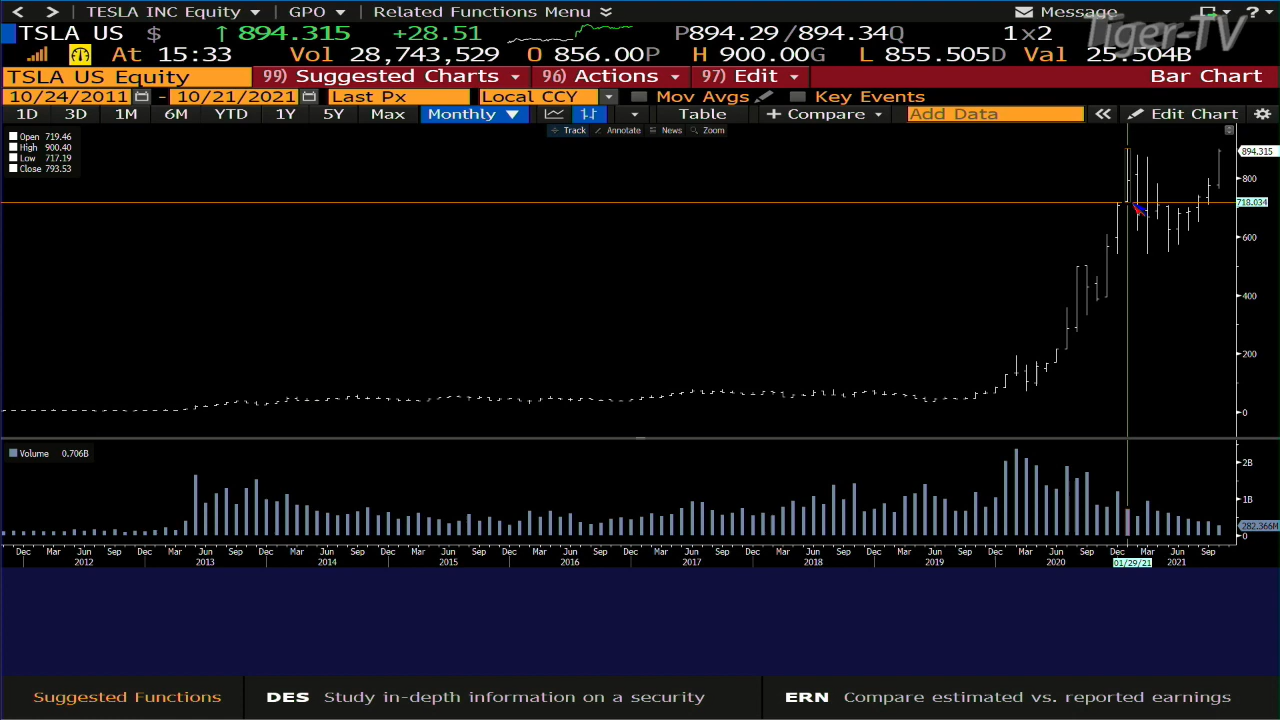 < > TESLA INC Equity GPO Related Functions Menu Message ?
Tiger-TV
TSLA US $ ↑ 894.315 +28.51 P894.29/894.34Q 1×2
At 15:33 Vol 28,743,529 O 856.00P H 900.00G L 855.505D Val 25.504B
TSLA US Equity 99) Suggested Charts 96) Actions 97) Edit Bar Chart
10/24/2011 - 10/21/2021 Last Px Local CCY Mov Avgs Key Events
1D 3D 1M 6M YTD 1Y 5Y Max Monthly ▼ Table + Compare Add Data « Edit Chart
Track Annotate News Zoom
Open 719.46
High 900.40
Low 717.19
Close 793.53
894.315
800
718.034
600
400
200
0
Volume 0.706B
2B
1B
282.366M
0
Dec Mar Jun Sep Dec Mar Jun Sep Dec Mar Jun Sep Dec Mar Jun Sep Dec Mar Jun Sep Dec Mar Jun Sep Dec Mar Jun Sep Dec Mar Jun Sep Dec Mar Jun Sep Dec Mar Jun Sep
2012 2013 2014 2015 2016 2017 2018 2019 2020 01/29/21 2021
Suggested Functions DES Study in-depth information on a security ERN Compare estimated vs. reported earnings